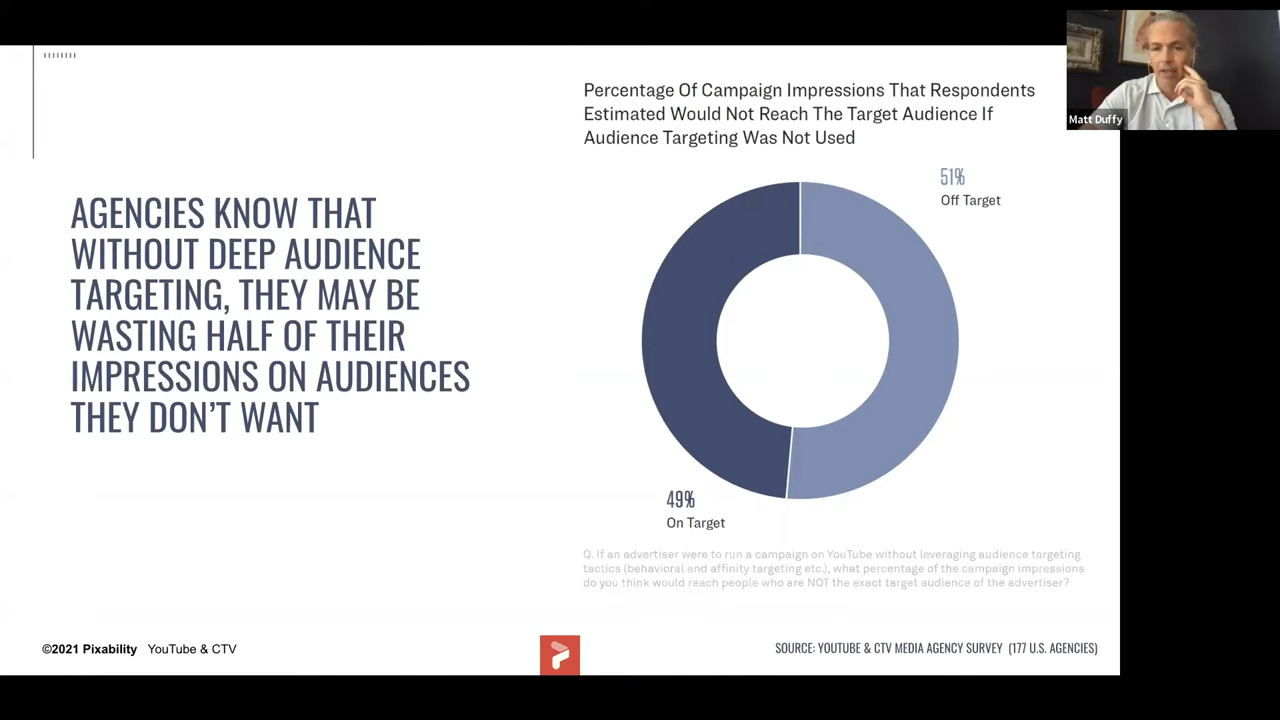 Matt Duffy
Percentage Of Campaign Impressions That Respondents
Estimated Would Not Reach The Target Audience If
Audience Targeting Was Not Used
AGENCIES KNOW THAT
WITHOUT DEEP AUDIENCE
TARGETING, THEY MAY BE
WASTING HALF OF THEIR
IMPRESSIONS ON AUDIENCES
THEY DON'T WANT
51%
Off Target
49%
On Target
Q. If an advertiser were to run a campaign on YouTube without leveraging audience targeting
tactics (behavioral and affinity targeting etc.), what percentage of the campaign impressions
do you think would reach people who are NOT the exact target audience of the advertiser?
©2021 Pixability YouTube & CTV
SOURCE: YOUTUBE & CTV MEDIA AGENCY SURVEY (177 U.S. AGENCIES)